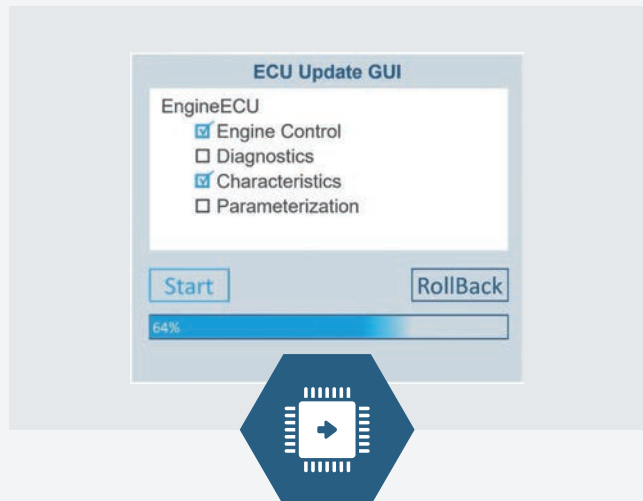 ECU Update GUI
EngineECU
Engine Control
Diagnostics
Characteristics
Parameterization
Start RollBack
64%